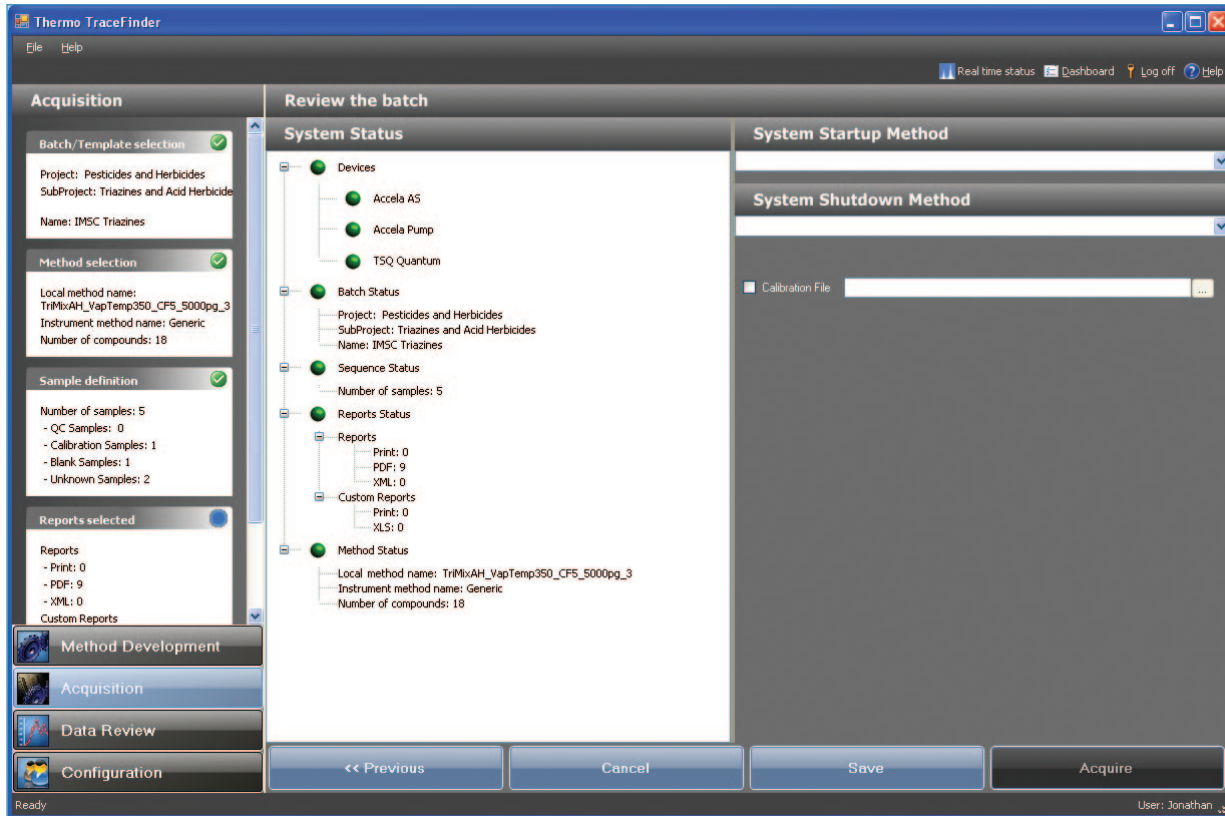 Thermo TraceFinder
File Help
Real time status Dashboard Log off Help
Acquisition
Batch/Template selection
Project: Pesticides and Herbicides
SubProject: Triazines and Acid Herbicide
Name: IMSC Triazines
Method selection
Local method name:
TriMixAH_VapTemp350_CF5_5000pg_3
Instrument method name: Generic
Number of compounds: 18
Sample definition
Number of samples: 5
- QC Samples: 0
- Calibration Samples: 1
- Blank Samples: 1
- Unknown Samples: 2
Reports selected
Reports
- Print: 0
- PDF: 9
- XML: 0
Custom Reports
Method Development
Acquisition
Data Review
Configuration
Review the batch
System Status
Devices
Accela AS
Accela Pump
TSQ Quantum
Batch Status
Project: Pesticides and Herbicides
SubProject: Triazines and Acid Herbicides
Name: IMSC Triazines
Sequence Status
Number of samples: 5
Reports Status
Reports
Print: 0
PDF: 9
XML: 0
Custom Reports
Print: 0
XLS: 0
Method Status
Local method name: TriMixAH_VapTemp350_CF5_5000pg_3
Instrument method name: Generic
Number of compounds: 18
System Startup Method
System Shutdown Method
Calibration File ...
<< Previous Cancel Save Acquire
Ready User: Jonathan